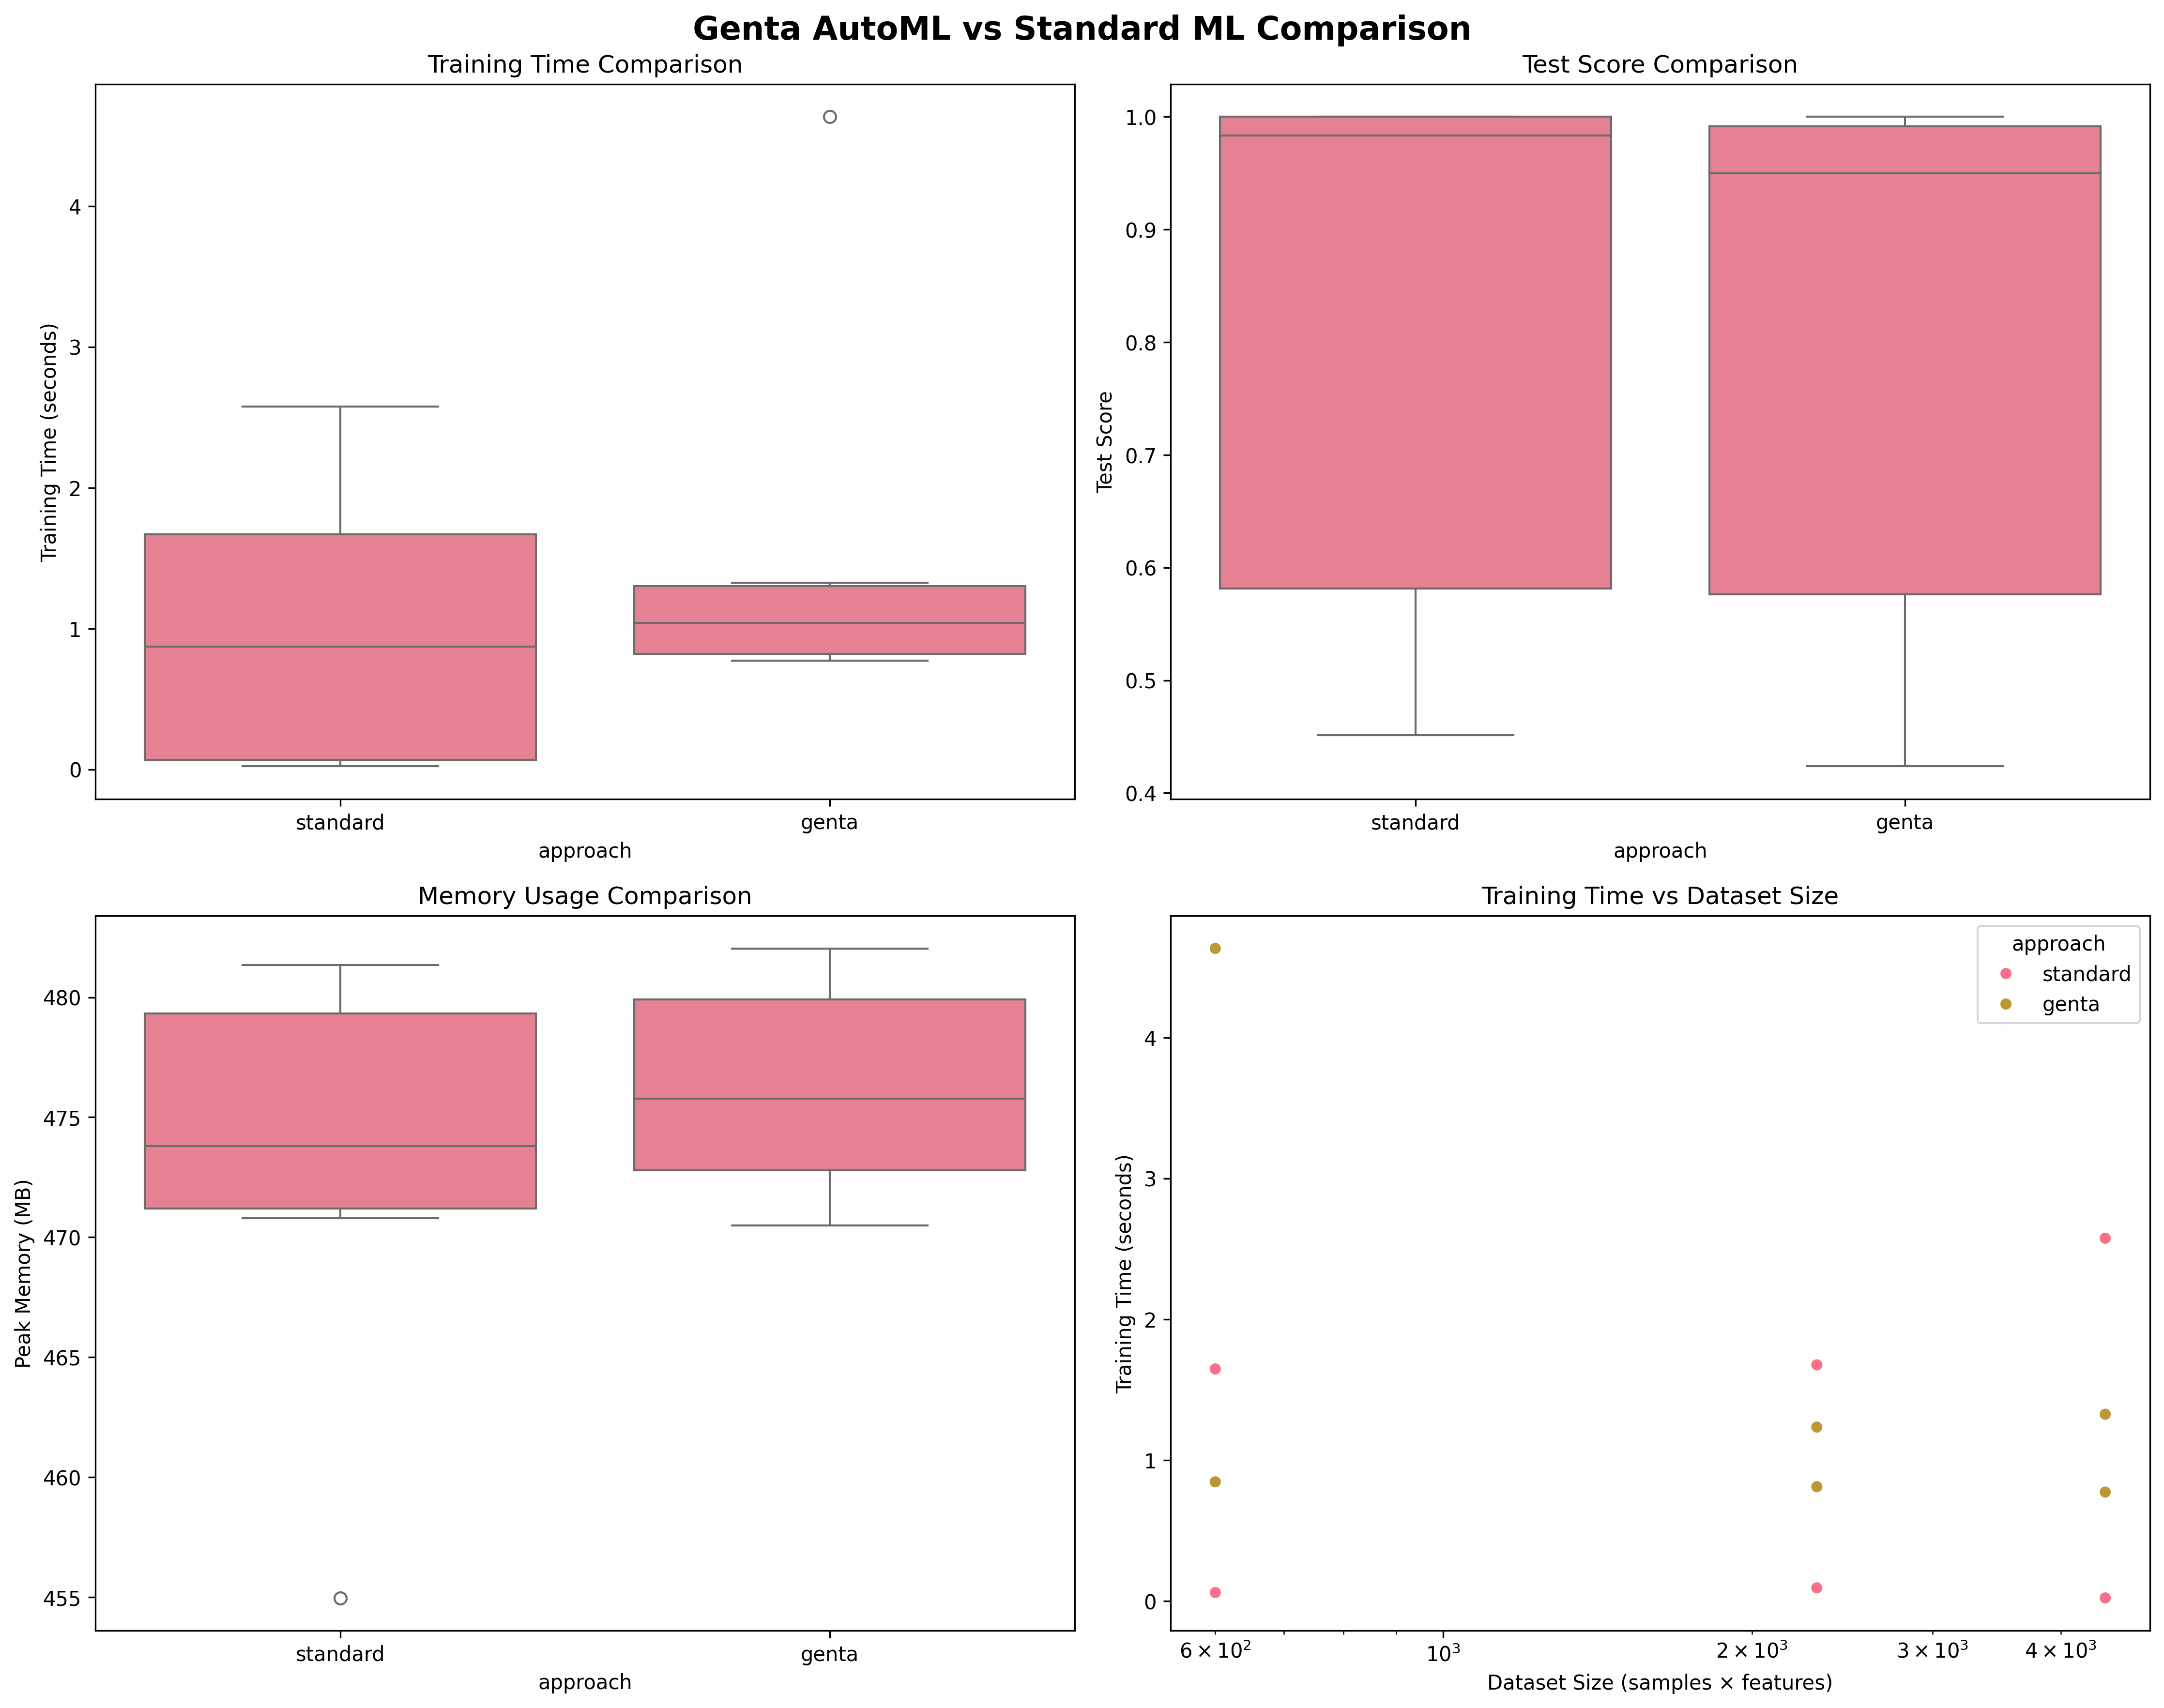 Genta AutoML vs Standard ML Comparison
Training Time Comparison
4
3
2
1
0
Training Time (seconds)
standard
genta
approach
Test Score Comparison
1.0
0.9
0.8
0.7
0.6
0.5
0.4
Test Score
standard
genta
approach
Memory Usage Comparison
480
475
470
465
460
455
Peak Memory (MB)
standard
genta
approach
Training Time vs Dataset Size
approach
standard
genta
4
3
2
1
0
Training Time (seconds)
6 × 10²
10³
2 × 10³
3 × 10³
4 × 10³
Dataset Size (samples × features)